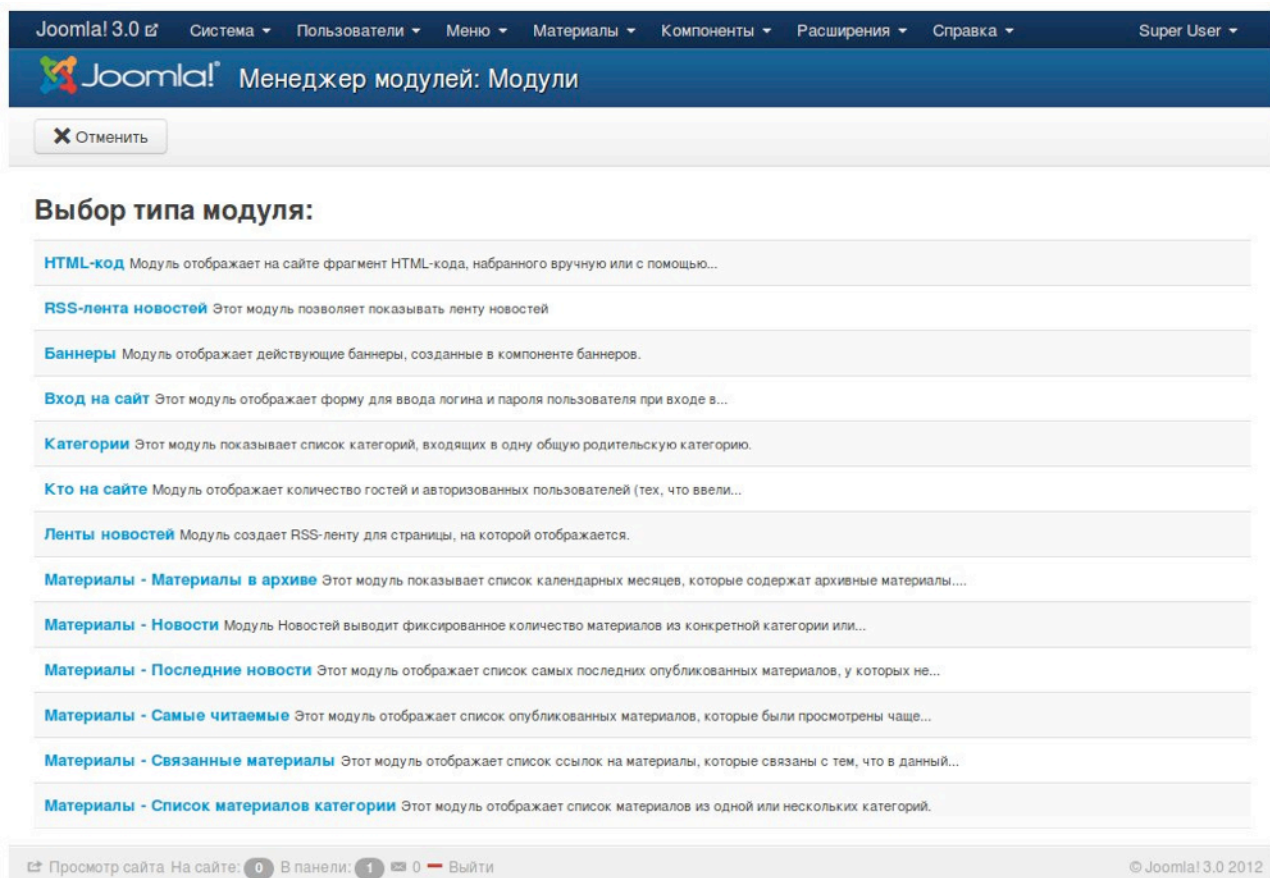 Joomla! 3.0 Система Пользователи Меню Материалы Компоненты Расширения Справка Super User
Joomla!® Менеджер модулей: Модули
Отменить
Выбор типа модуля:
HTML-код Модуль отображает на сайте фрагмент HTML-кода, набранного вручную или с помощью...
RSS-лента новостей Этот модуль позволяет показывать ленту новостей
Баннеры Модуль отображает действующие баннеры, созданные в компоненте баннеров.
Вход на сайт Этот модуль отображает форму для ввода логина и пароля пользователя при входе в...
Категории Этот модуль показывает список категорий, входящих в одну общую родительскую категорию.
Кто на сайте Модуль отображает количество гостей и авторизованных пользователей (тех, что ввели...
Ленты новостей Модуль создает RSS-ленту для страницы, на которой отображается.
Материалы - Материалы в архиве Этот модуль показывает список календарных месяцев, которые содержат архивные материалы....
Материалы - Новости Модуль Новостей выводит фиксированное количество материалов из конкретной категории или...
Материалы - Последние новости Этот модуль отображает список самых последних опубликованных материалов, у которых не...
Материалы - Самые читаемые Этот модуль отображает список опубликованных материалов, которые были просмотрены чаще...
Материалы - Связанные материалы Этот модуль отображает список ссылок на материалы, которые связаны с тем, что в данный...
Материалы - Список материалов категории Этот модуль отображает список материалов из одной или нескольких категорий.
Просмотр сайта На сайте: 0 В панели: 1 0 Выйти © Joomla! 3.0 2012